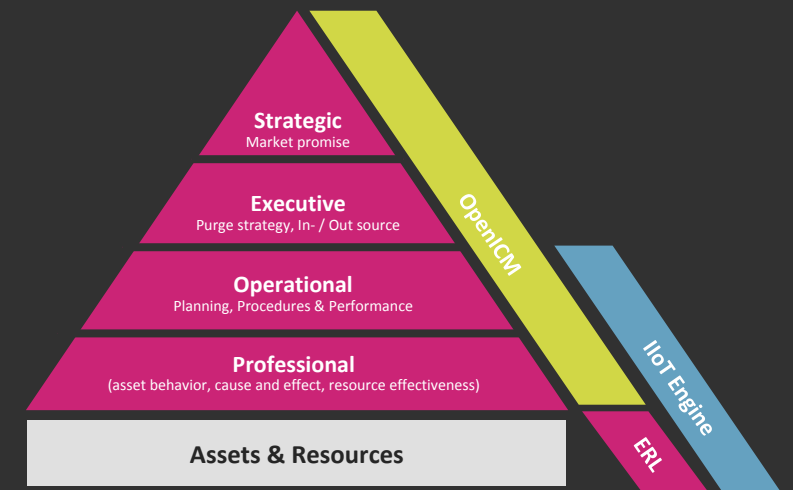 Strategic
Market promise
Executive
Purge strategy, In- / Out source
OpenICM
Operational
Planning, Procedures & Performance
Professional
(asset behavior, cause and effect, resource effectiveness)
IIoT Engine
Assets & Resources
ERL